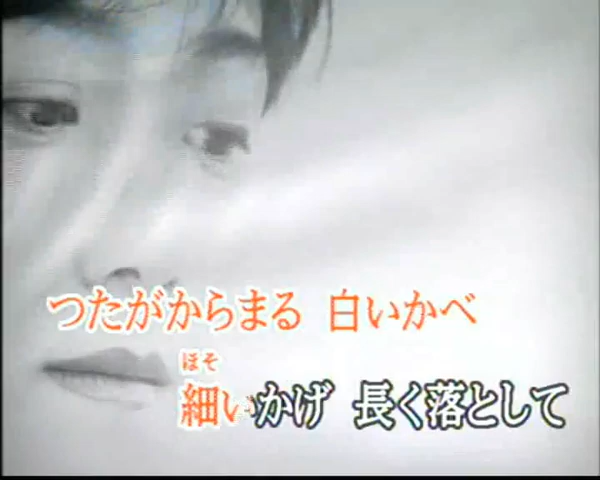 つたがからまる 白いかべ
ほそ
細いかげ 長く落として